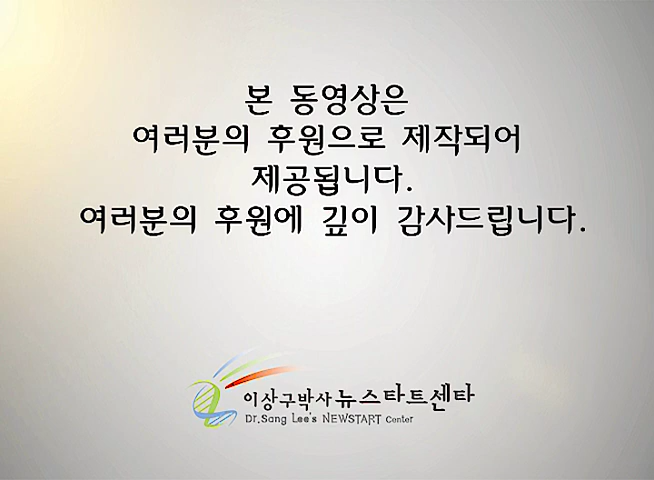 본 동영상은
여러분의 후원으로 제작되어
제공됩니다.
여러분의 후원에 깊이 감사드립니다.
이상구박사 뉴스타트센타
Dr.Sang Lee's NEWSTART Center